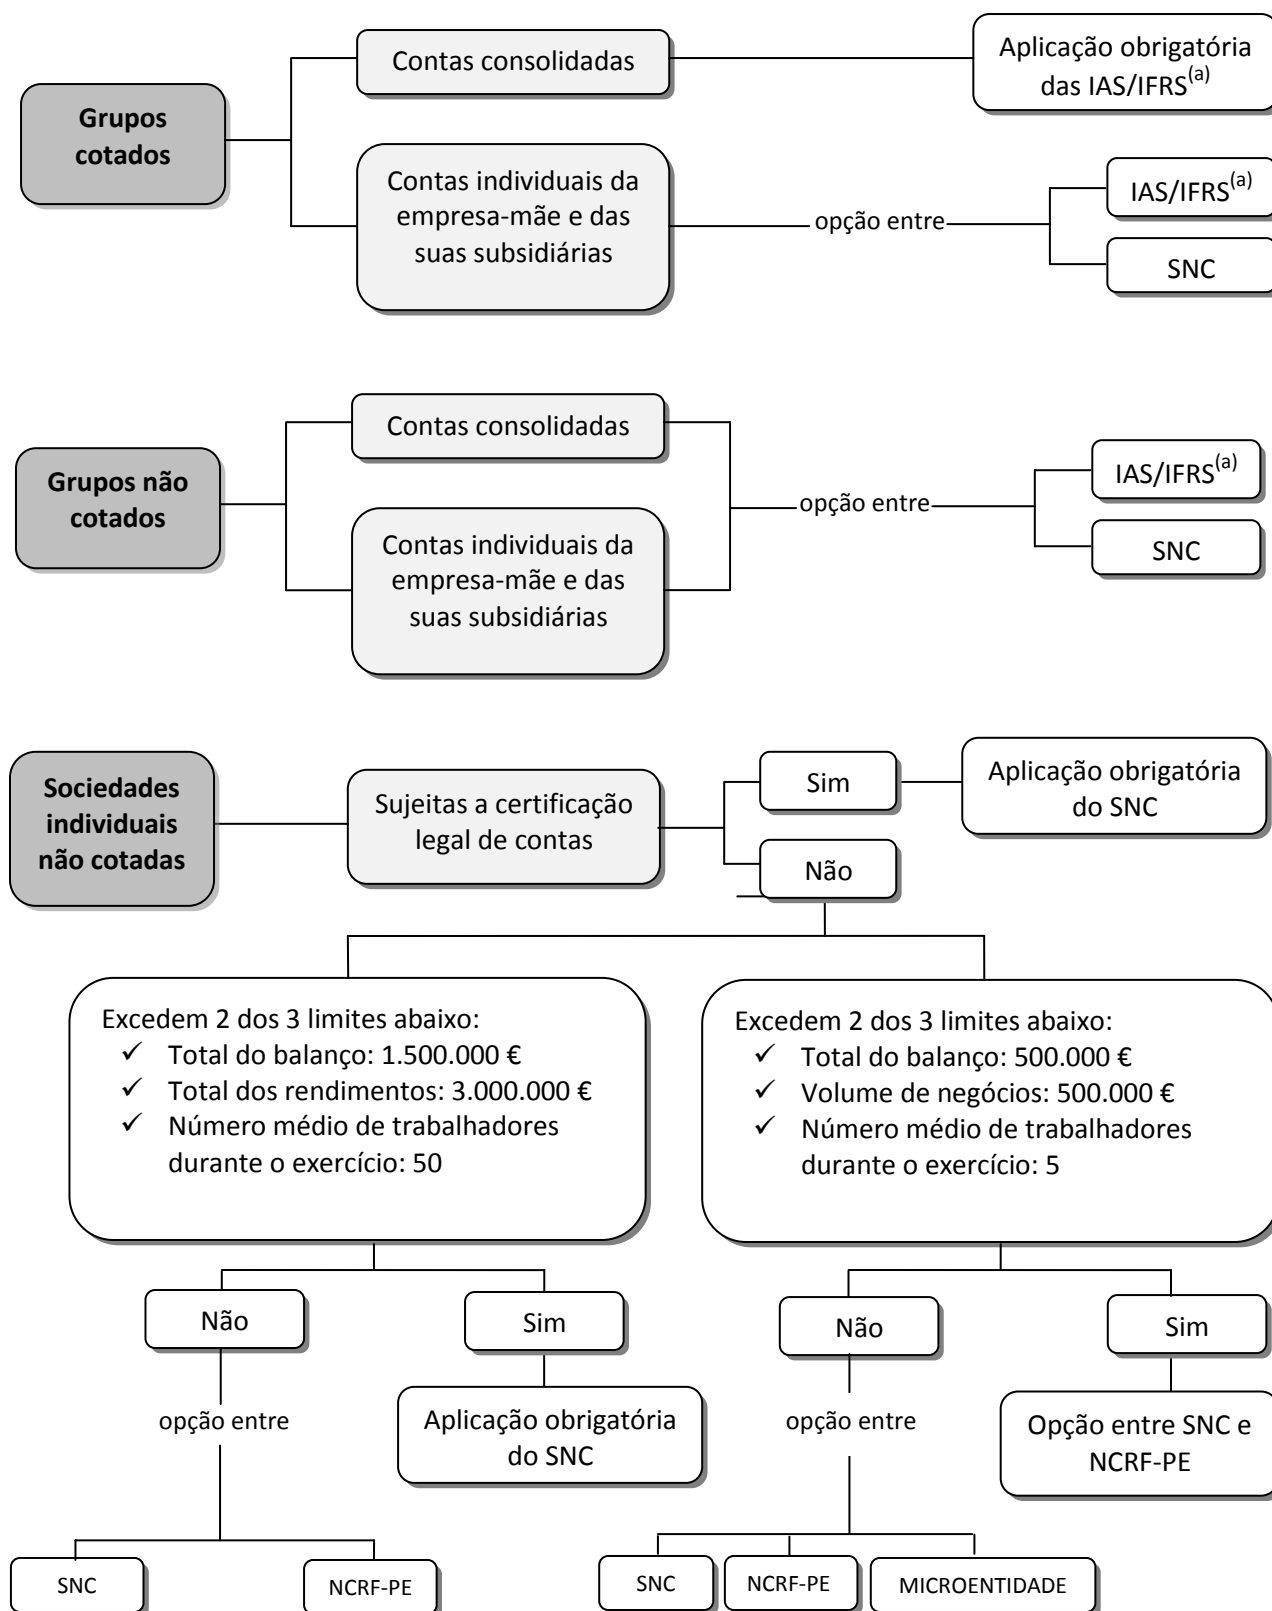 Grupos
cotados
Contas consolidadas
Aplicação obrigatória
das IAS/IFRS(a)
Contas individuais da
empresa-mãe e das
suas subsidiárias
opção entre
IAS/IFRS(a)
SNC
Grupos não
cotados
Contas consolidadas
Contas individuais da
empresa-mãe e das
suas subsidiárias
opção entre
IAS/IFRS(a)
SNC
Sociedades
individuais
não cotadas
Sujeitas a certificação
legal de contas
Sim
Aplicação obrigatória
do SNC
Não
Excedem 2 dos 3 limites abaixo:
✓ Total do balanço: 1.500.000 €
✓ Total dos rendimentos: 3.000.000 €
✓ Número médio de trabalhadores
durante o exercício: 50
Excedem 2 dos 3 limites abaixo:
✓ Total do balanço: 500.000 €
✓ Volume de negócios: 500.000 €
✓ Número médio de trabalhadores
durante o exercício: 5
Não
Sim
opção entre
Aplicação obrigatória
do SNC
SNC
NCRF-PE
Não
Sim
opção entre
Opção entre SNC e
NCRF-PE
SNC
NCRF-PE
MICROENTIDADE